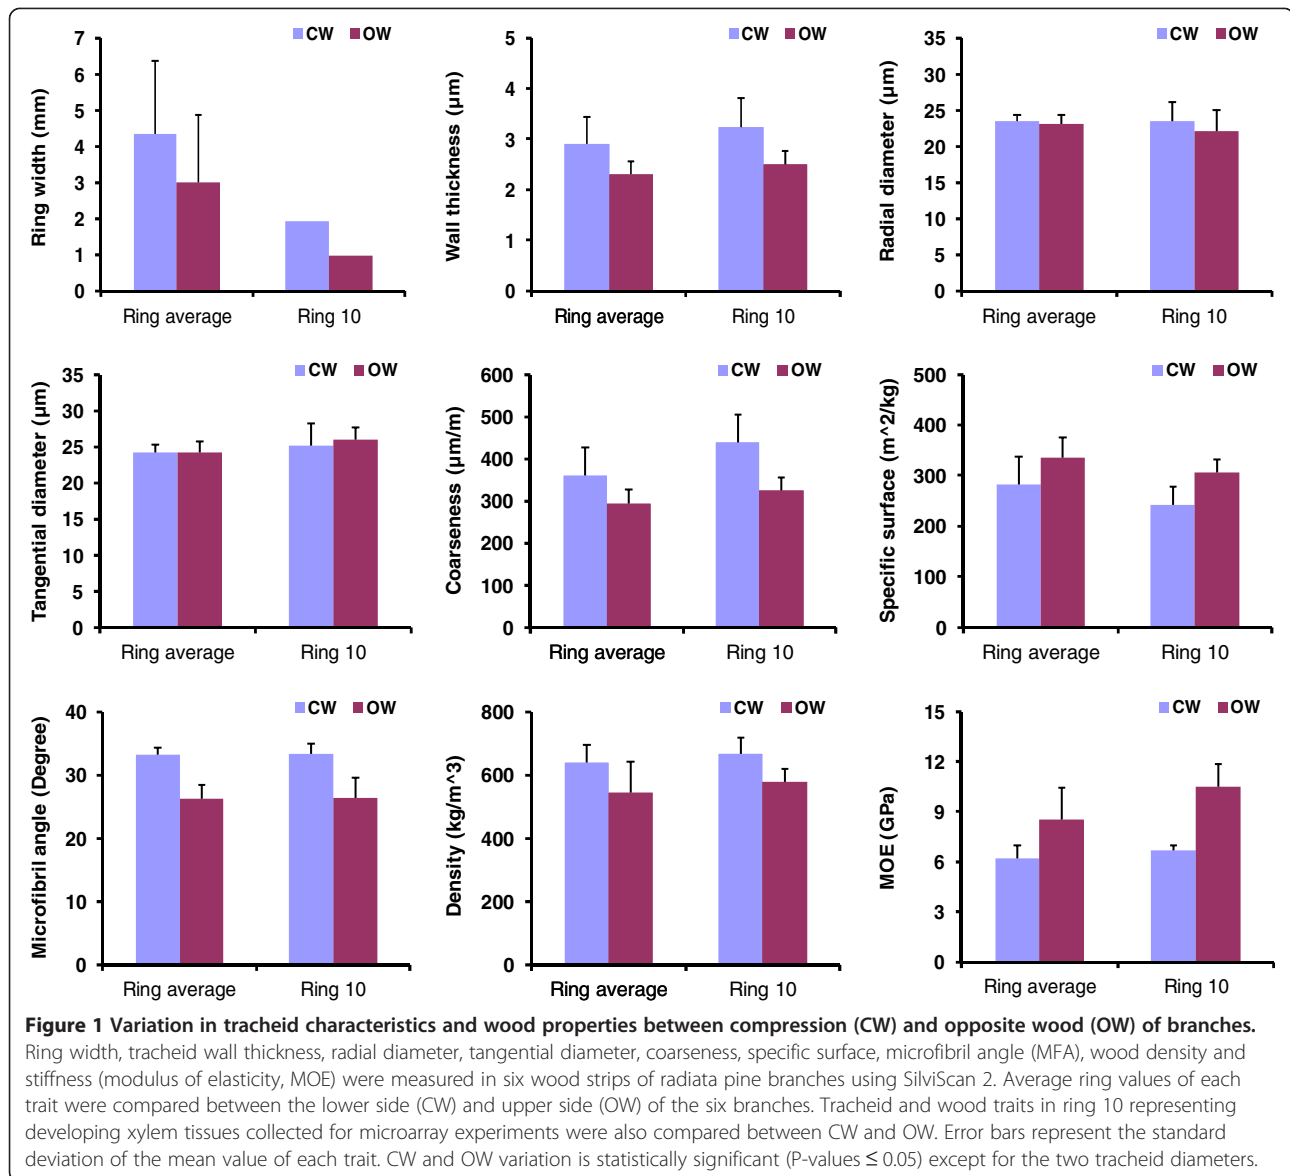 CW OW
Ring width (mm)
7
6
5
4
3
2
1
0
Ring average Ring 10
CW OW
Wall thickness (µm)
5
4
3
2
1
0
Ring average Ring 10
CW OW
Radial diameter (µm)
35
30
25
20
15
10
5
0
Ring average Ring 10
CW OW
Tangential diameter (µm)
35
30
25
20
15
10
5
0
Ring average Ring 10
CW OW
Coarseness (µm/m)
600
500
400
300
200
100
0
Ring average Ring 10
CW OW
Specific surface (m^2/kg)
500
400
300
200
100
0
Ring average Ring 10
CW OW
Microfibril angle (Degree)
40
30
20
10
0
Ring average Ring 10
CW OW
Density (kg/m^3)
800
600
400
200
0
Ring average Ring 10
CW OW
MOE (GPa)
15
12
9
6
3
0
Ring average Ring 10
Figure 1 Variation in tracheid characteristics and wood properties between compression (CW) and opposite wood (OW) of branches.
Ring width, tracheid wall thickness, radial diameter, tangential diameter, coarseness, specific surface, microfibril angle (MFA), wood density and
stiffness (modulus of elasticity, MOE) were measured in six wood strips of radiata pine branches using SilviScan 2. Average ring values of each
trait were compared between the lower side (CW) and upper side (OW) of the six branches. Tracheid and wood traits in ring 10 representing
developing xylem tissues collected for microarray experiments were also compared between CW and OW. Error bars represent the standard
deviation of the mean value of each trait. CW and OW variation is statistically significant (P-values ≤ 0.05) except for the two tracheid diameters.